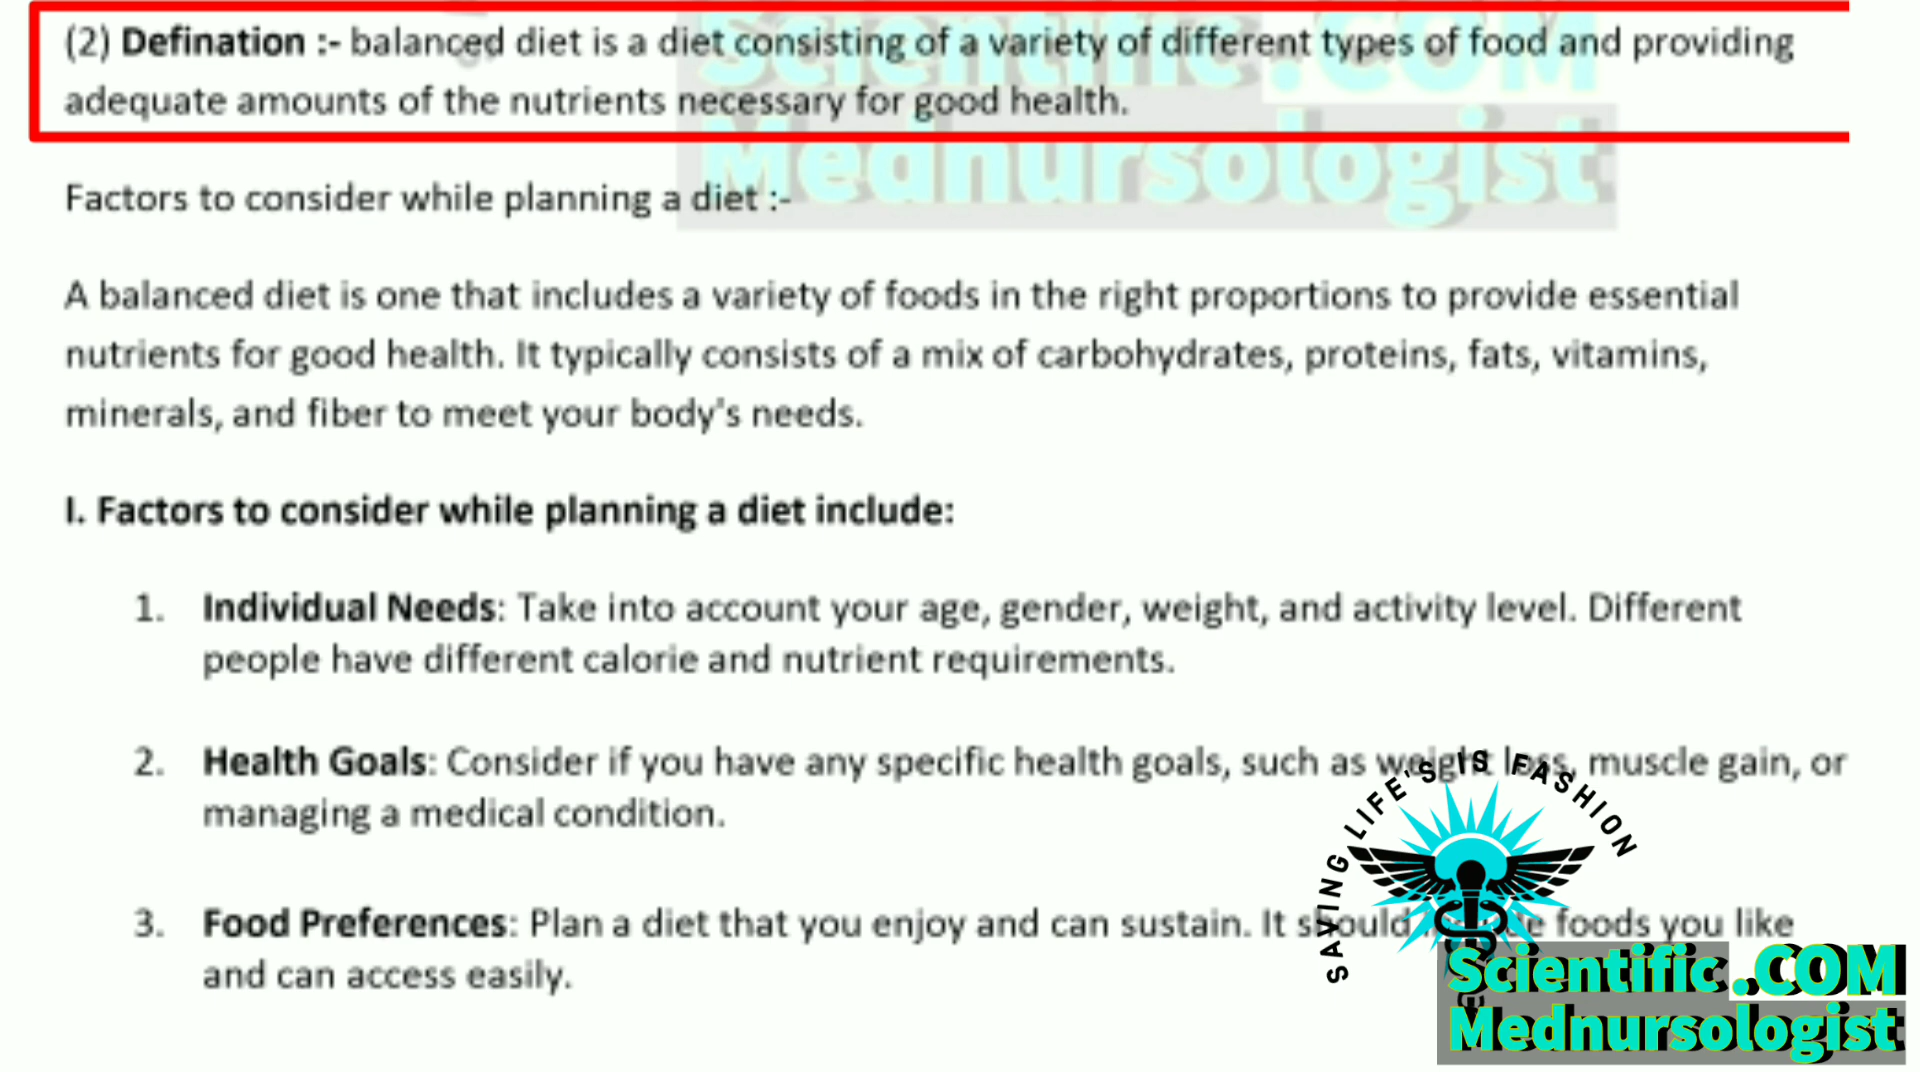 (2) Defination :- balanced diet is a diet consisting of a variety of different types of food and providing
adequate amounts of the nutrients necessary for good health.
Scientific .COM
Mednursologist
Factors to consider while planning a diet :-
A balanced diet is one that includes a variety of foods in the right proportions to provide essential
nutrients for good health. It typically consists of a mix of carbohydrates, proteins, fats, vitamins,
minerals, and fiber to meet your body's needs.
I. Factors to consider while planning a diet include:
1. Individual Needs: Take into account your age, gender, weight, and activity level. Different
people have different calorie and nutrient requirements.
2. Health Goals: Consider if you have any specific health goals, such as weight loss, muscle gain, or
managing a medical condition.
3. Food Preferences: Plan a diet that you enjoy and can sustain. It should foods you like
and can access easily.
SAVING LIFE'S IS FASHION
Scientific .COM
Mednursologist